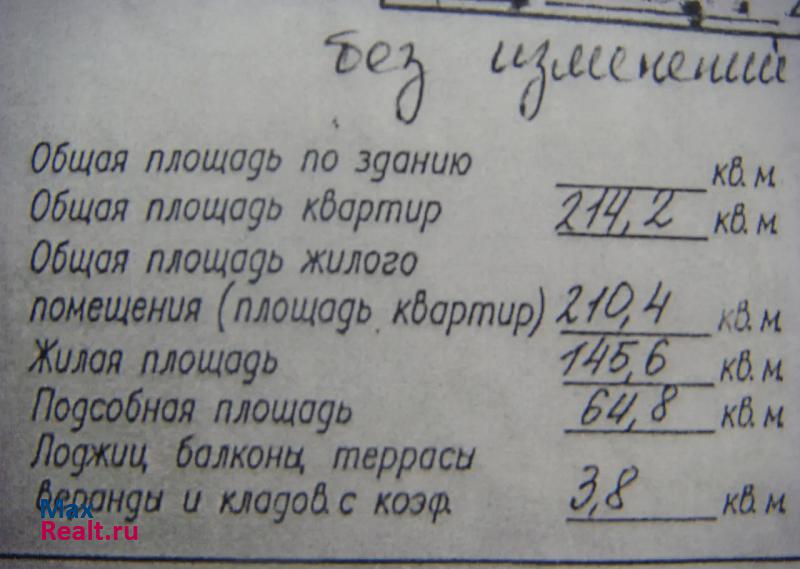 без изменений
Общая площадь по зданию ____ кв. м.
Общая площадь квартир 214,2 кв. м.
Общая площадь жилого
помещения (площадь квартир) 210,4 кв. м.
Жилая площадь 145,6 кв. м.
Подсобная площадь 64,8 кв. м.
Лоджии, балконы, террасы
веранды и кладов. с коэф. 3,8 кв. м.
Max
Realt.ru